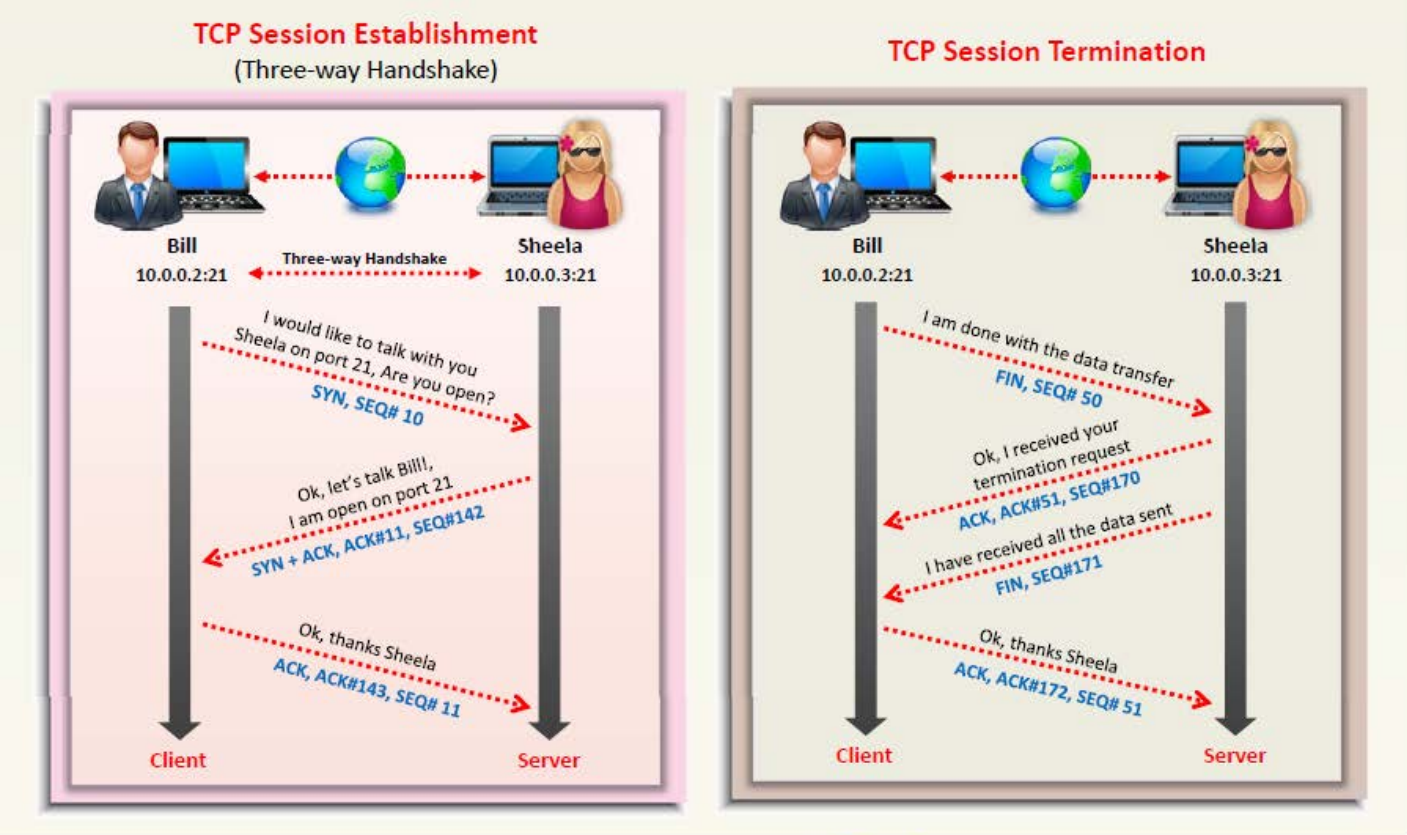 TCP Session Establishment
(Three-way Handshake)
Bill
10.0.0.2:21
Three-way Handshake
Sheela
10.0.0.3:21
I would like to talk with you
Sheela on port 21, Are you open?
SYN, SEQ# 10
Ok, let's talk Bill!,
I am open on port 21
SYN + ACK, ACK#11, SEQ#142
Ok, thanks Sheela
ACK, ACK#143, SEQ# 11
Client
Server
TCP Session Termination
Bill
10.0.0.2:21
Sheela
10.0.0.3:21
I am done with the data transfer
FIN, SEQ# 50
Ok, I received your
termination request
ACK, ACK#51, SEQ#170
I have received all the data sent
FIN, SEQ#171
Ok, thanks Sheela
ACK, ACK#172, SEQ# 51
Client
Server